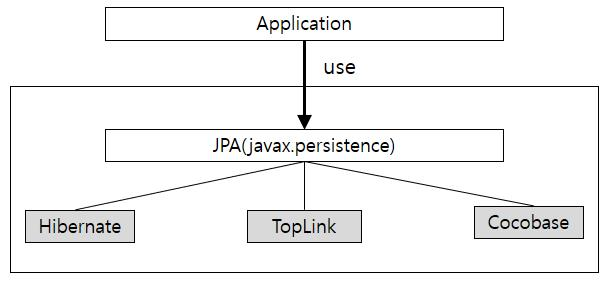 Application
use
JPA(javax.persistence)
Hibernate
TopLink
Cocobase